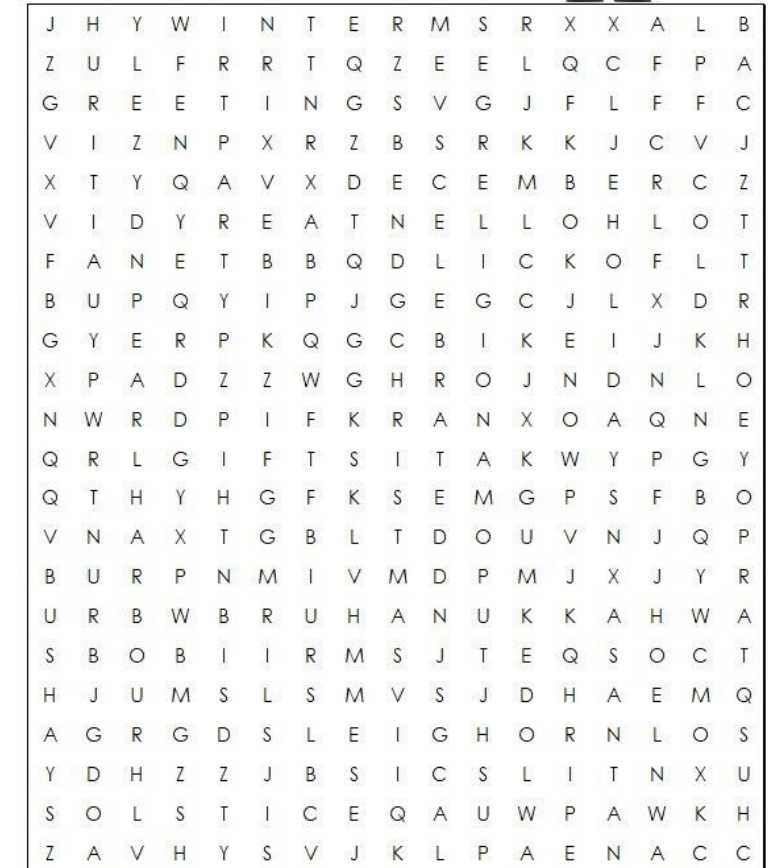 J H Y W I N T E R M S R X X A L B
Z U L F R R T Q Z E E L Q C F P A
G R E E T I N G S V G J F L F F C
V I Z N P X R Z B S R K K J C V J
X T Y Q A V X D E C E M B E R C Z
V I D Y R E A T N E L L O H L O T
F A N E T B B Q D L I C K O F L T
B U P Q Y I P J G E G C J L X D R
G Y E R P K Q G C B I K E I J K H
X P A D Z Z W G H R O J N D N L O
N W R D P I F K R A N X O A Q N E
Q R L G I F T S I T A K W Y P G Y
Q T H Y H G F K S E M G P S F B O
V N A X T G B L T D O U V N J Q P
B U R P N M I V M D P M J X J Y R
U R B W B R U H A N U K K A H W A
S B O B I I R M S J T E Q S O C T
H J U M S L S M V S J D H A E M Q
A G R G D S L E I G H O R N L O S
Y D H Z Z J B S I C S L I T N X U
S O L S T I C E Q A U W P A W K H
Z A V H Y S V J K L P A E N A C C